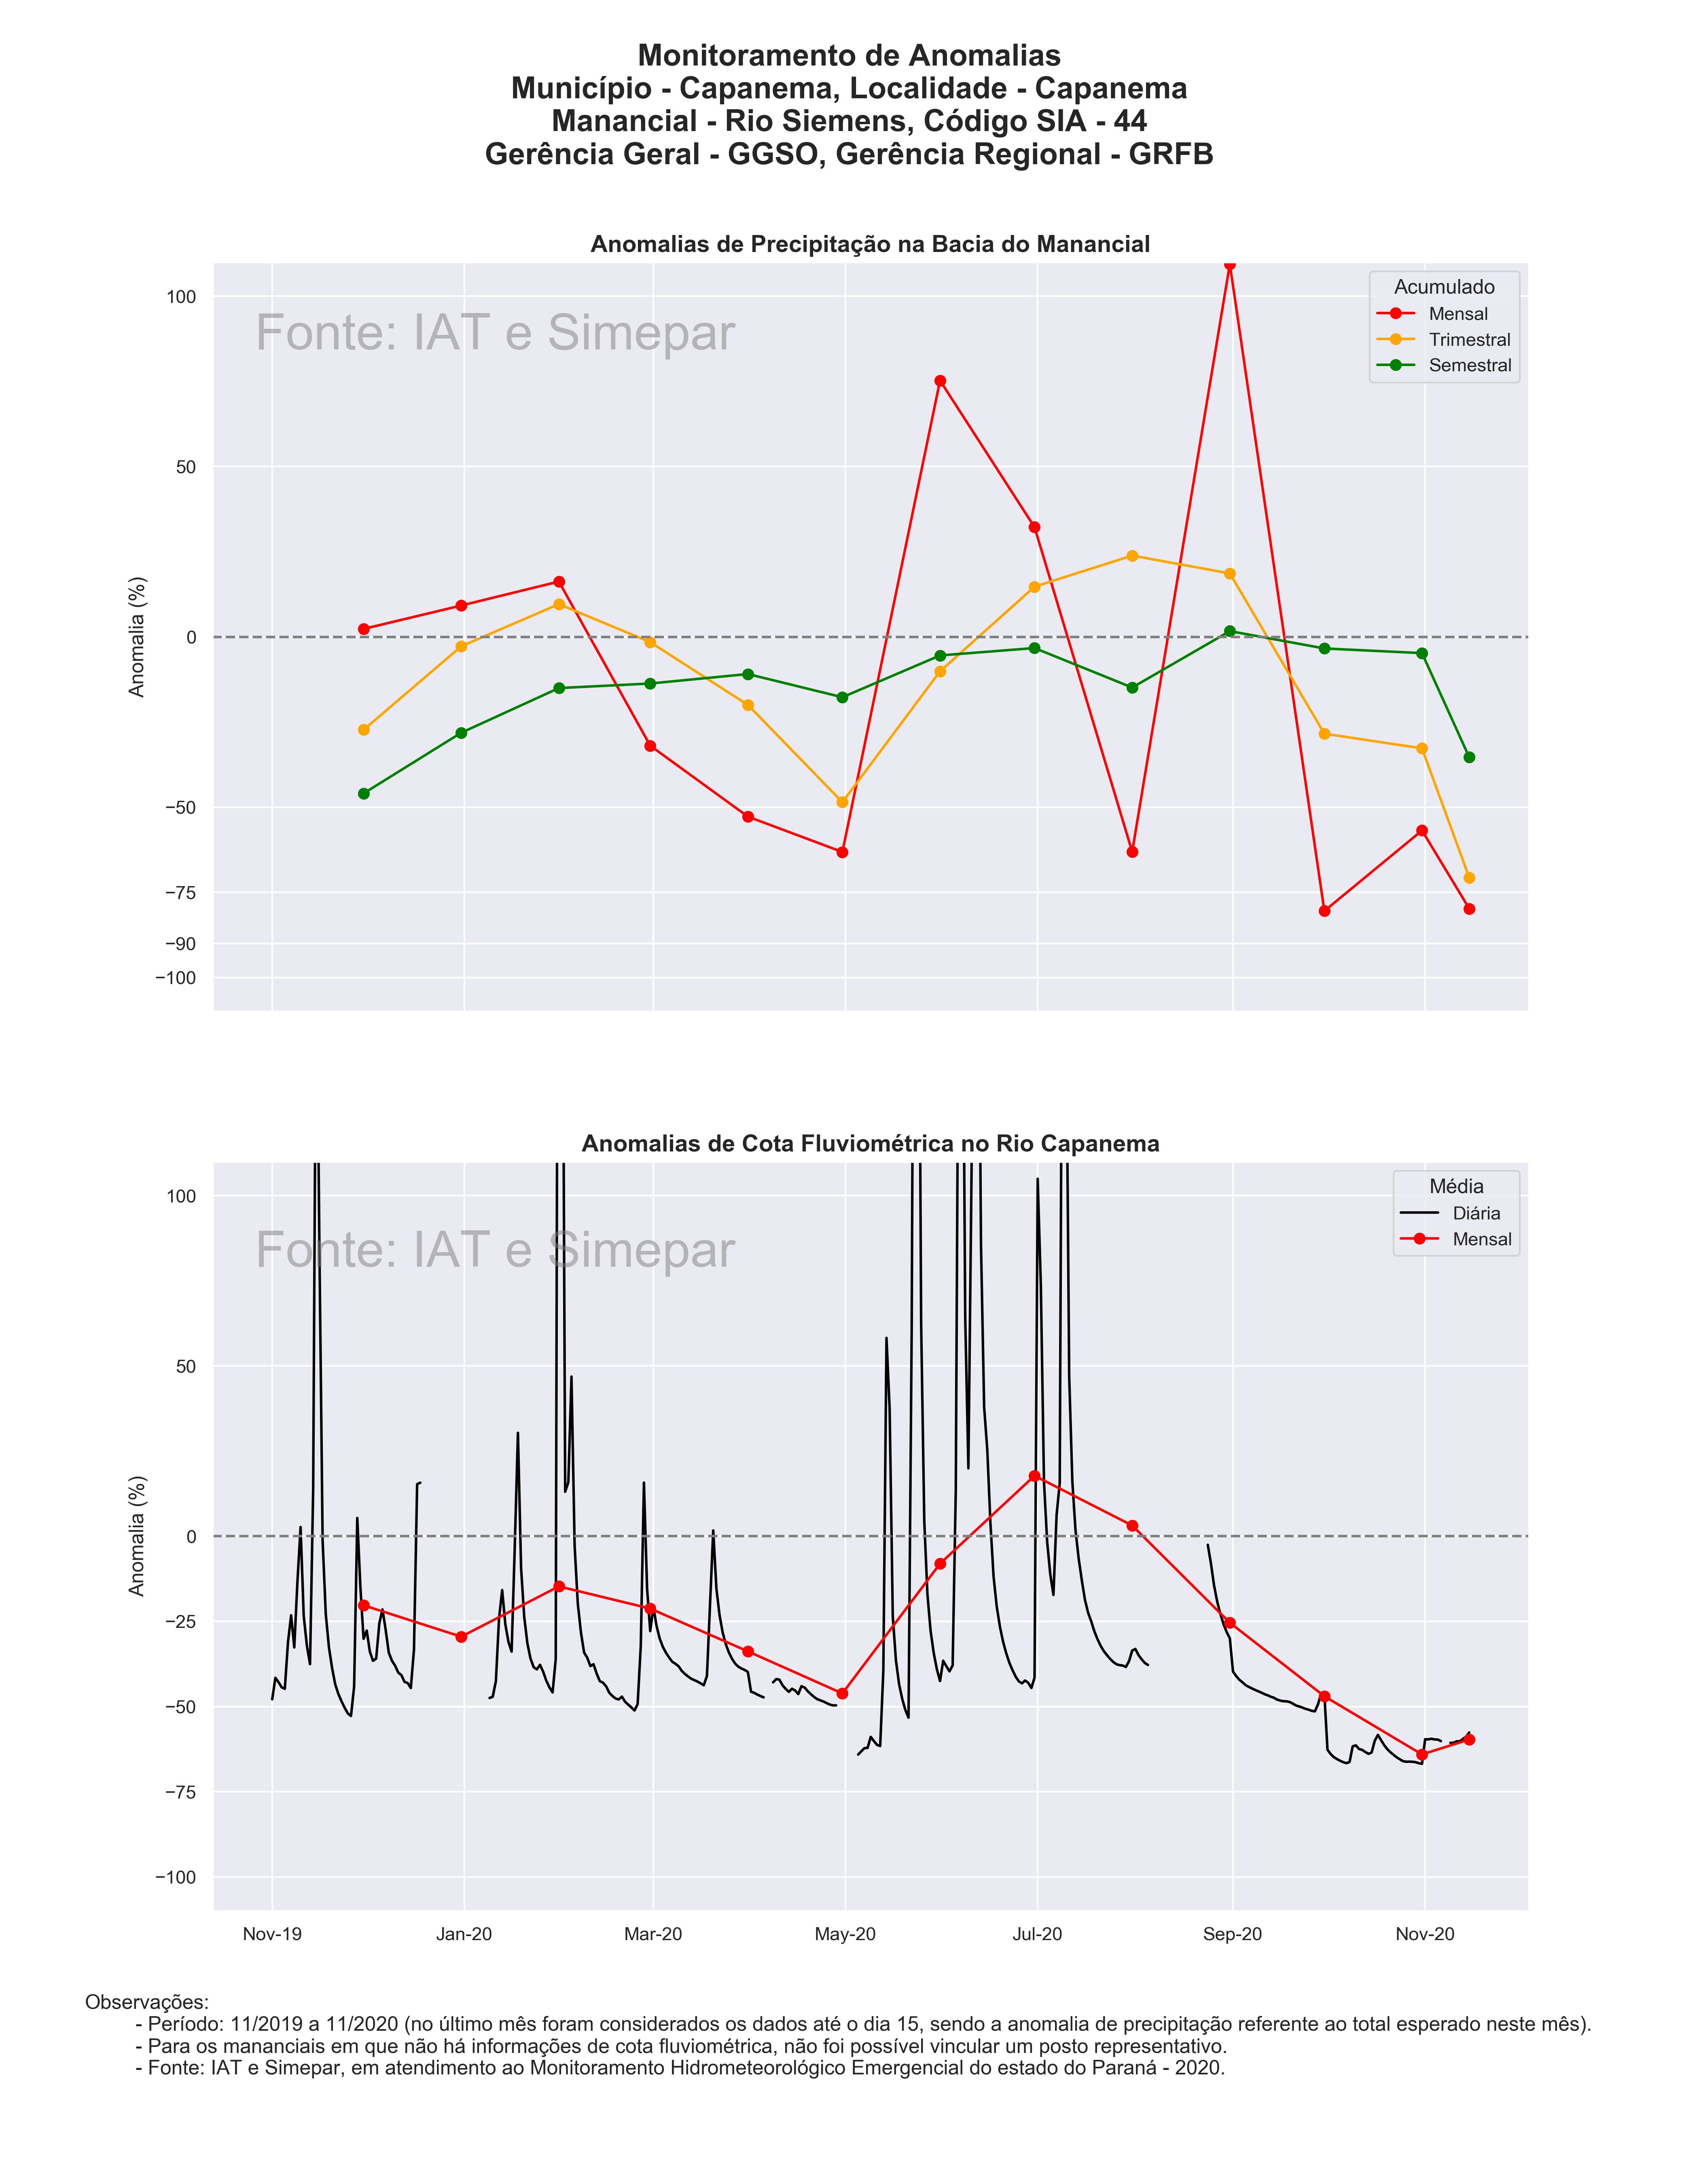 Monitoramento de Anomalias
Município - Capanema, Localidade - Capanema
Manancial - Rio Siemens, Código SIA - 44
Gerência Geral - GGSO, Gerência Regional - GRFB
Anomalias de Precipitação na Bacia do Manancial
Fonte: IAT e Simepar
Acumulado
Mensal
Trimestral
Semestral
Anomalia (%)
100
50
0
−50
−75
−90
−100
Anomalias de Cota Fluviométrica no Rio Capanema
Fonte: IAT e Simepar
Média
Diária
Mensal
Anomalia (%)
100
50
0
−25
−50
−75
−100
Nov-19 Jan-20 Mar-20 May-20 Jul-20 Sep-20 Nov-20
Observações:
- Período: 11/2019 a 11/2020 (no último mês foram considerados os dados até o dia 15, sendo a anomalia de precipitação referente ao total esperado neste mês).
- Para os mananciais em que não há informações de cota fluviométrica, não foi possível vincular um posto representativo.
- Fonte: IAT e Simepar, em atendimento ao Monitoramento Hidrometeorológico Emergencial do estado do Paraná - 2020.